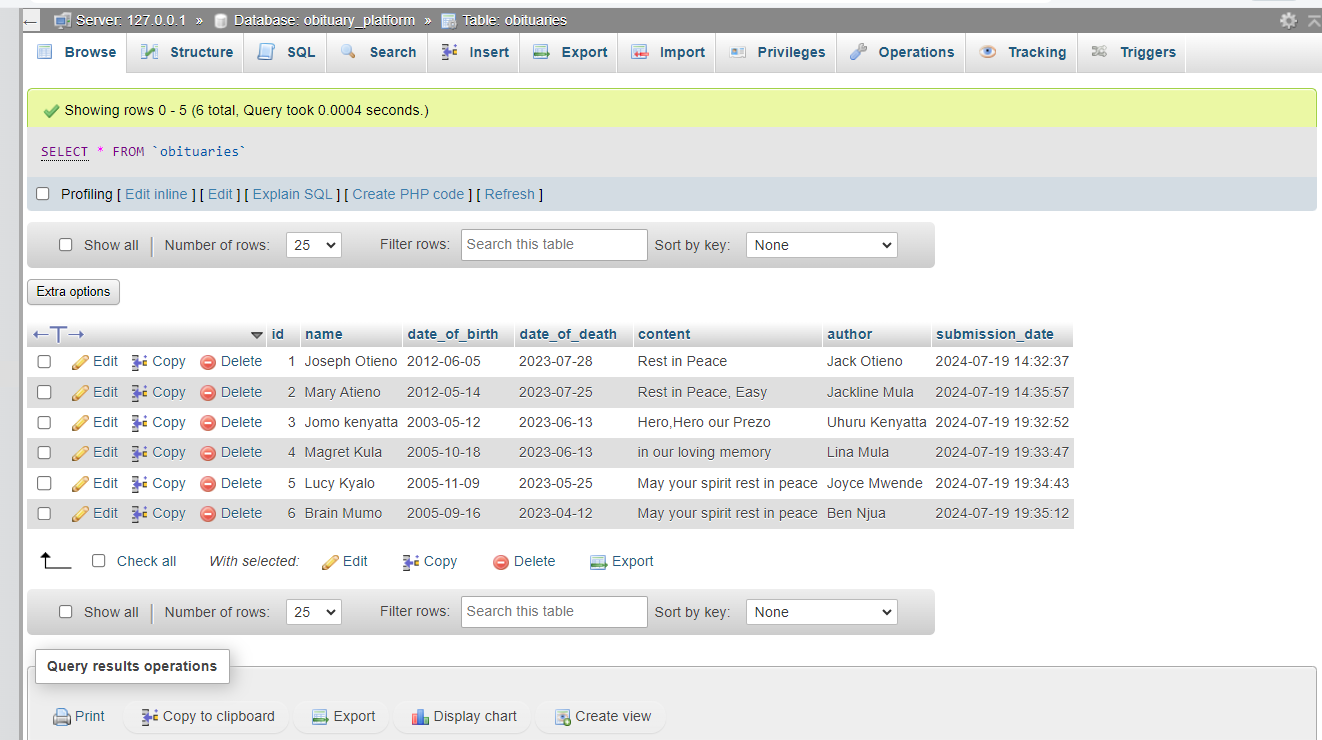 Server: 127.0.0.1 » Database: obituary_platform » Table: obituaries
Browse Structure SQL Search Insert Export Import Privileges Operations Tracking Triggers
Showing rows 0 - 5 (6 total, Query took 0.0004 seconds.)
SELECT * FROM `obituaries`
Profiling [ Edit inline ] [ Edit ] [ Explain SQL ] [ Create PHP code ] [ Refresh ]
Show all | Number of rows: 25 Filter rows: Search this table Sort by key: None
Extra options
←T→ id name date_of_birth date_of_death content author submission_date
Edit Copy Delete 1 Joseph Otieno 2012-06-05 2023-07-28 Rest in Peace Jack Otieno 2024-07-19 14:32:37
Edit Copy Delete 2 Mary Atieno 2012-05-14 2023-07-25 Rest in Peace, Easy Jackline Mula 2024-07-19 14:35:57
Edit Copy Delete 3 Jomo kenyatta 2003-05-12 2023-06-13 Hero,Hero our Prezo Uhuru Kenyatta 2024-07-19 19:32:52
Edit Copy Delete 4 Magret Kula 2005-10-18 2023-06-13 in our loving memory Lina Mula 2024-07-19 19:33:47
Edit Copy Delete 5 Lucy Kyalo 2005-11-09 2023-05-25 May your spirit rest in peace Joyce Mwende 2024-07-19 19:34:43
Edit Copy Delete 6 Brain Mumo 2005-09-16 2023-04-12 May your spirit rest in peace Ben Njua 2024-07-19 19:35:12
Check all With selected: Edit Copy Delete Export
Show all | Number of rows: 25 Filter rows: Search this table Sort by key: None
Query results operations
Print Copy to clipboard Export Display chart Create view